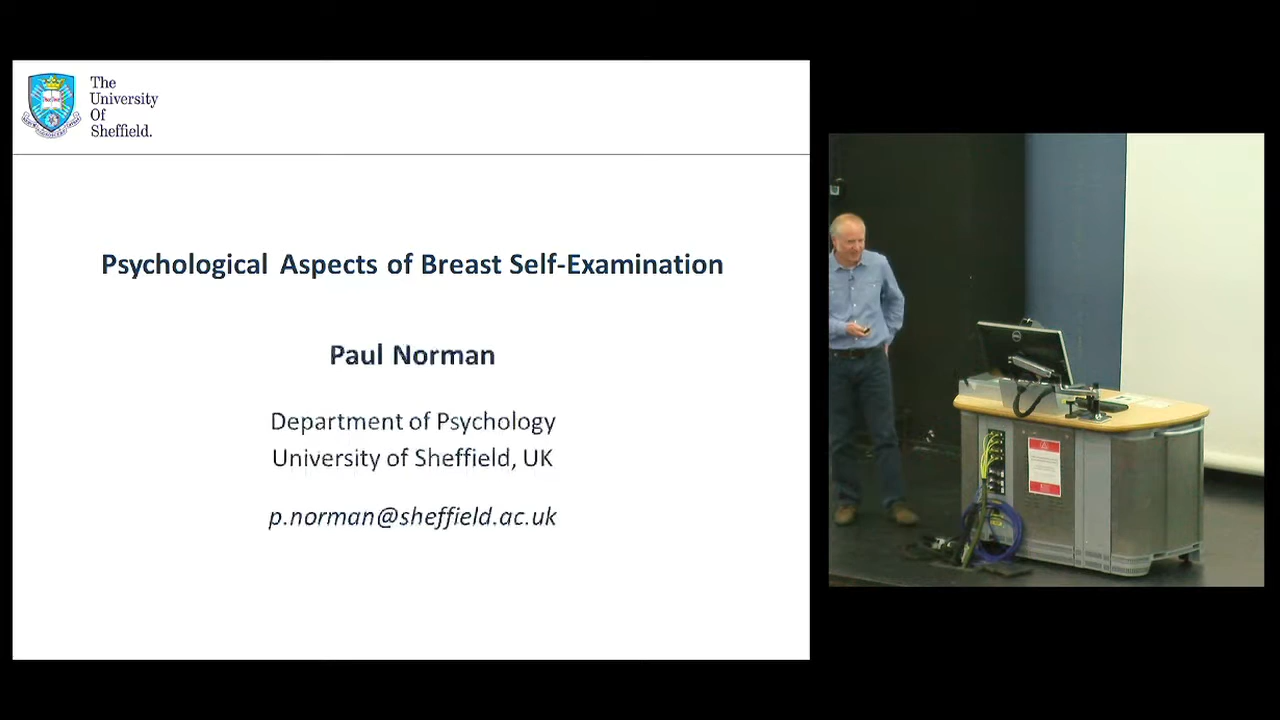 The
University
Of
Sheffield.
Psychological Aspects of Breast Self-Examination
Paul Norman
Department of Psychology
University of Sheffield, UK
p.norman@sheffield.ac.uk